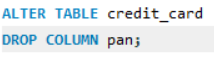 ALTER TABLE credit_card
DROP COLUMN pan;